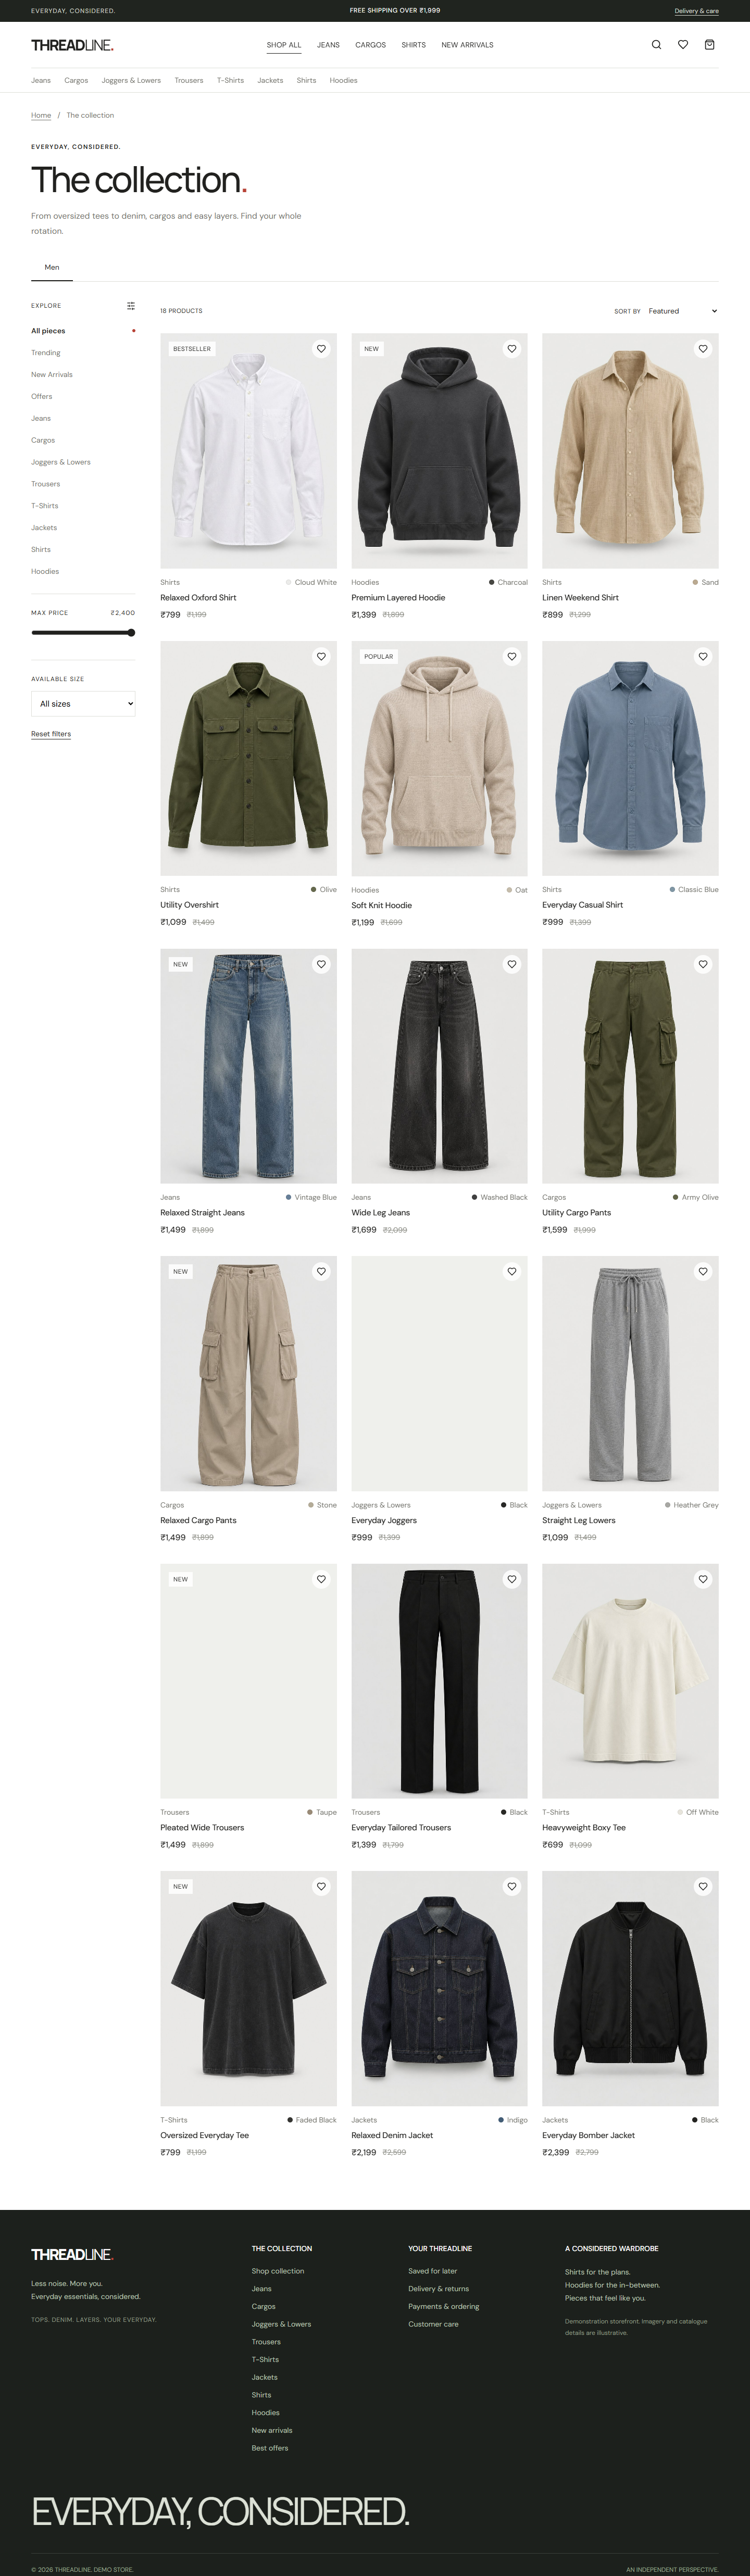 EVERYDAY, CONSIDERED.
FREE SHIPPING OVER ₹1,999
Delivery & care
THREADLINE.
SHOP ALL
JEANS
CARGOS
SHIRTS
NEW ARRIVALS
Jeans
Cargos
Joggers & Lowers
Trousers
T-Shirts
Jackets
Shirts
Hoodies
Home / The collection
EVERYDAY, CONSIDERED.
The collection.
From oversized tees to denim, cargos and easy layers. Find your whole
rotation.
Men
EXPLORE
All pieces
Trending
New Arrivals
Offers
Jeans
Cargos
Joggers & Lowers
Trousers
T-Shirts
Jackets
Shirts
Hoodies
MAX PRICE ₹2,400
AVAILABLE SIZE
All sizes
Reset filters
18 PRODUCTS
SORT BY Featured
BESTSELLER
Shirts Cloud White
Relaxed Oxford Shirt
₹799 ₹1,199
NEW
Hoodies Charcoal
Premium Layered Hoodie
₹1,399 ₹1,899
Shirts Sand
Linen Weekend Shirt
₹899 ₹1,299
Shirts Olive
Utility Overshirt
₹1,099 ₹1,499
POPULAR
Hoodies Oat
Soft Knit Hoodie
₹1,199 ₹1,699
Shirts Classic Blue
Everyday Casual Shirt
₹999 ₹1,399
NEW
Jeans Vintage Blue
Relaxed Straight Jeans
₹1,499 ₹1,899
Jeans Washed Black
Wide Leg Jeans
₹1,699 ₹2,099
Cargos Army Olive
Utility Cargo Pants
₹1,599 ₹1,999
NEW
Cargos Stone
Relaxed Cargo Pants
₹1,499 ₹1,899
Joggers & Lowers Black
Everyday Joggers
₹999 ₹1,399
Joggers & Lowers Heather Grey
Straight Leg Lowers
₹1,099 ₹1,499
NEW
Trousers Taupe
Pleated Wide Trousers
₹1,499 ₹1,899
Trousers Black
Everyday Tailored Trousers
₹1,399 ₹1,799
T-Shirts Off White
Heavyweight Boxy Tee
₹699 ₹1,099
NEW
T-Shirts Faded Black
Oversized Everyday Tee
₹799 ₹1,199
Jackets Indigo
Relaxed Denim Jacket
₹2,199 ₹2,599
Jackets Black
Everyday Bomber Jacket
₹2,399 ₹2,799
THREADLINE.
Less noise. More you.
Everyday essentials, considered.
TOPS. DENIM. LAYERS. YOUR EVERYDAY.
THE COLLECTION
Shop collection
Jeans
Cargos
Joggers & Lowers
Trousers
T-Shirts
Jackets
Shirts
Hoodies
New arrivals
Best offers
YOUR THREADLINE
Saved for later
Delivery & returns
Payments & ordering
Customer care
A CONSIDERED WARDROBE
Shirts for the plans.
Hoodies for the in-between.
Pieces that feel like you.
Demonstration storefront. Imagery and catalogue
details are illustrative.
EVERYDAY, CONSIDERED.
© 2026 THREADLINE. DEMO STORE.
AN INDEPENDENT PERSPECTIVE.